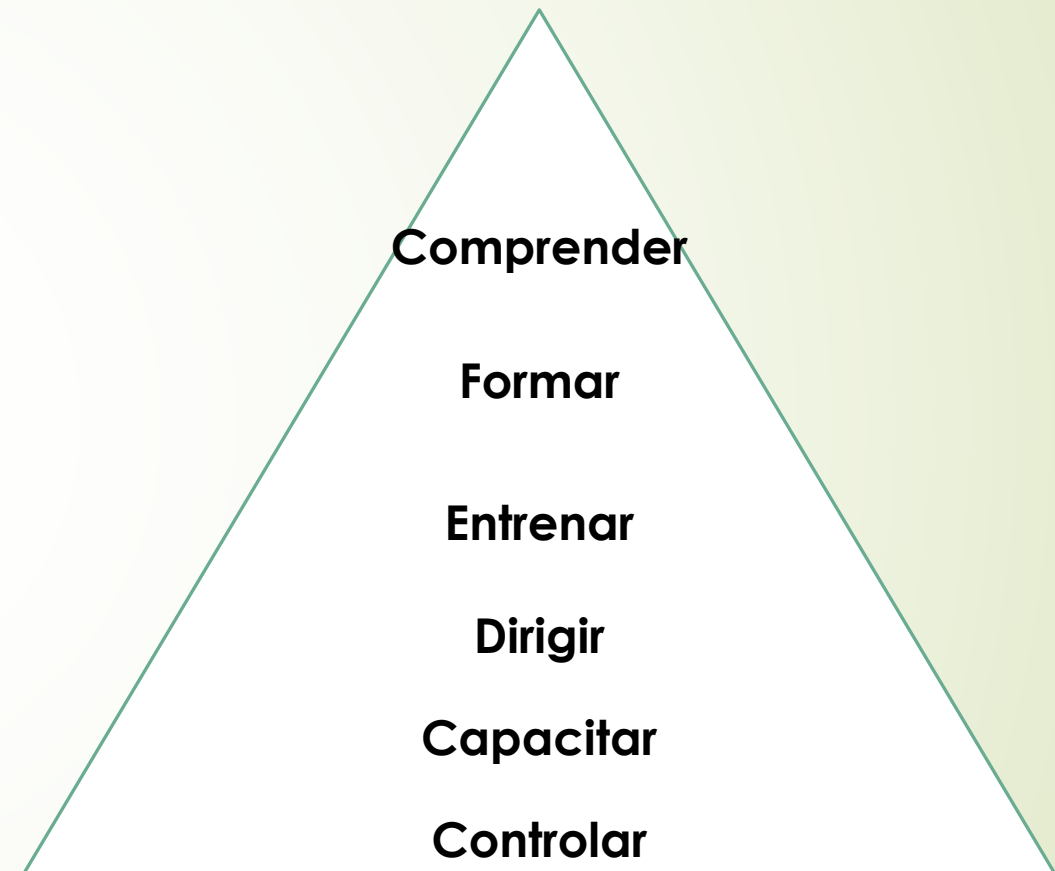 Comprender
Formar
Entrenar
Dirigir
Capacitar
Controlar